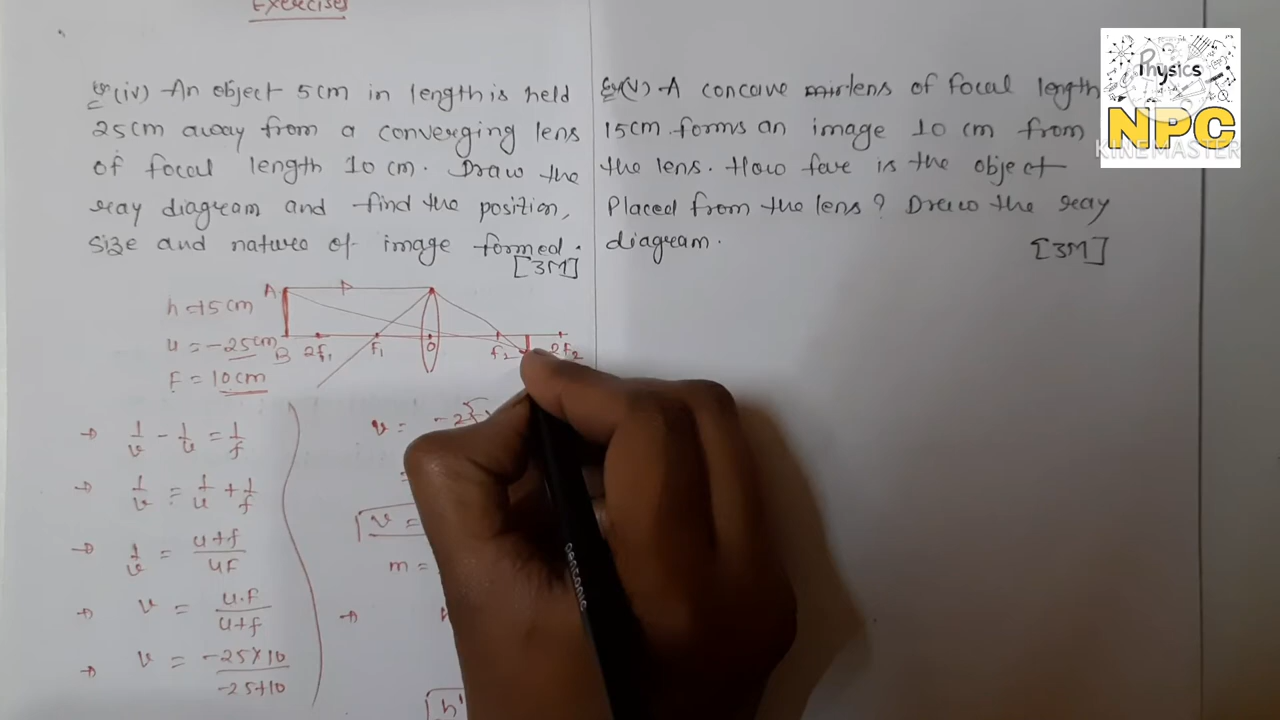 Exercises
Ex(iv) An object 5cm in length is held
25cm away from a converging lens
of focal length 10 cm. Draw the
ray diagram and find the position,
size and nature of image formed.
[3M]
A
h = 5cm
u = -25cm
B 2f₁ F₁ O f₂ 2f₂
F = 10cm
→ 1/v - 1/u = 1/f
→ 1/v = 1/u + 1/f
→ 1/v = u+f/uf
→ v = u.f/u+f
→ v = -25×10/-25+10
v =
=
v =
m =
→
h'
Ex(v) A concave lens of focal length
15cm forms an image 10 cm from
the lens. How far is the object
Placed from the lens? Draw the ray
diagram.
[3M]
Physics
NPC
KINEMASTER
gentonic